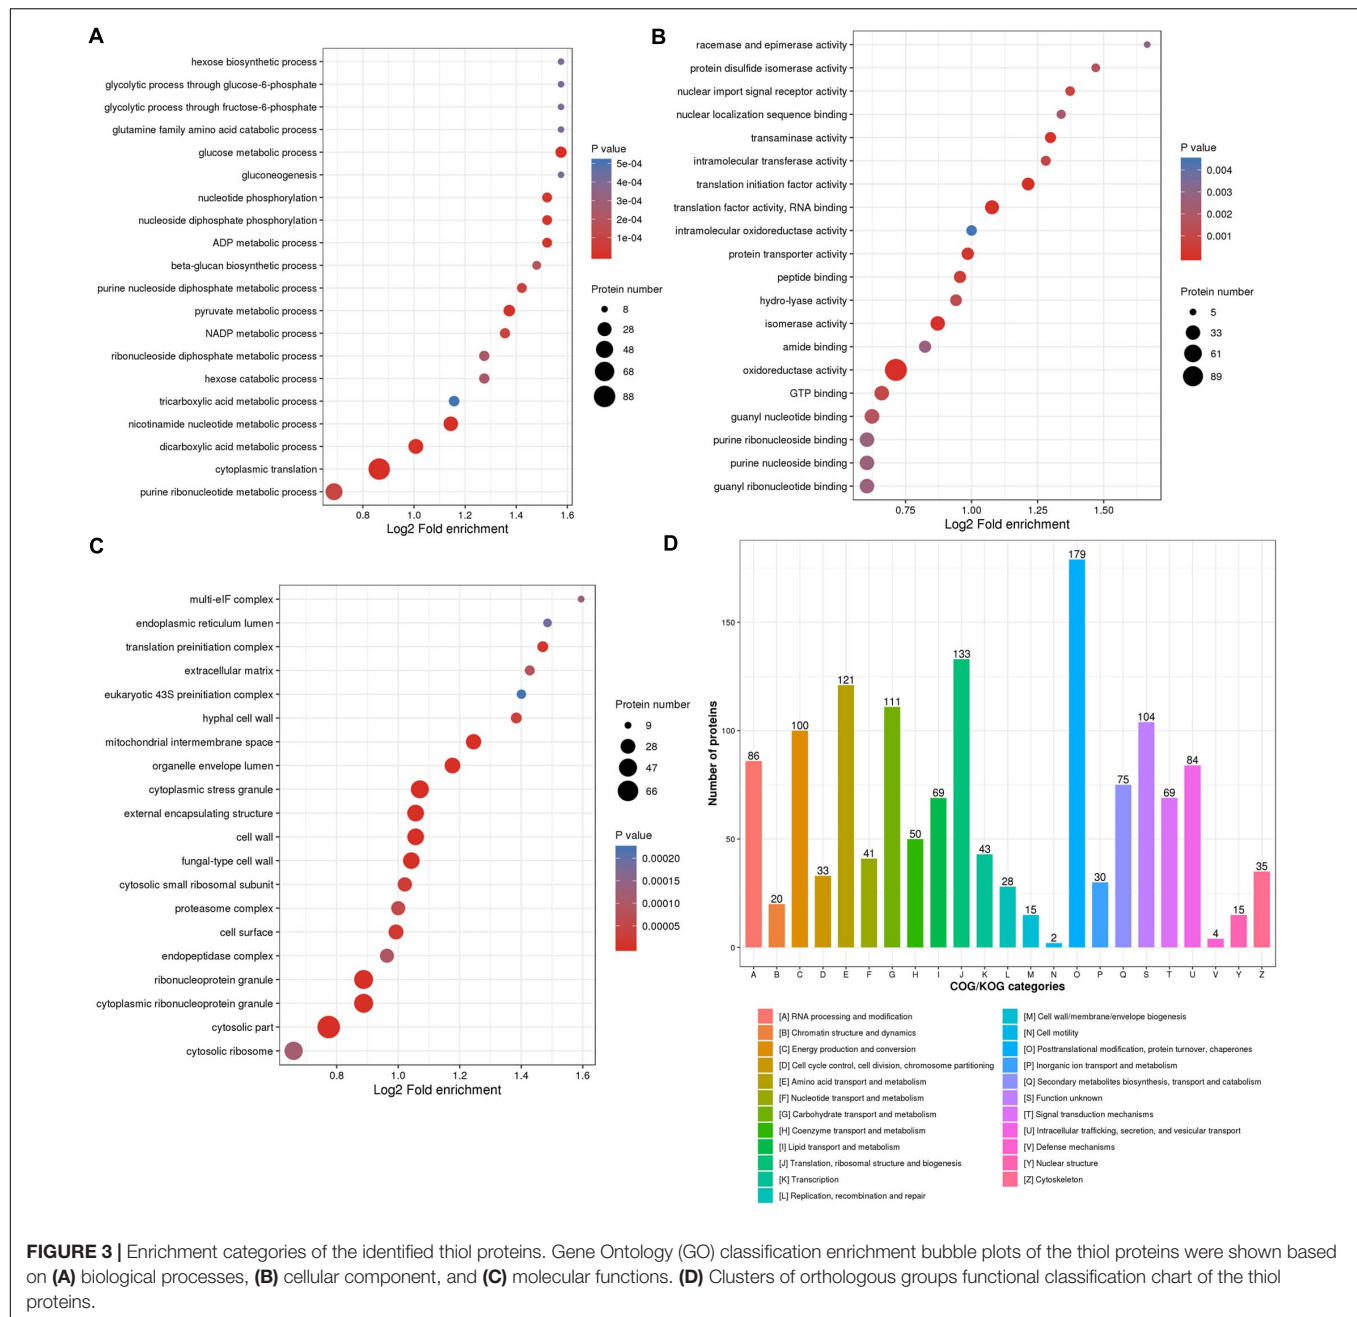 A
hexose biosynthetic process
glycolytic process through glucose-6-phosphate
glycolytic process through fructose-6-phosphate
glutamine family amino acid catabolic process
glucose metabolic process
gluconeogenesis
nucleotide phosphorylation
nucleoside diphosphate phosphorylation
ADP metabolic process
beta-glucan biosynthetic process
purine nucleoside diphosphate metabolic process
pyruvate metabolic process
NADP metabolic process
ribonucleoside diphosphate metabolic process
hexose catabolic process
tricarboxylic acid metabolic process
nicotinamide nucleotide metabolic process
dicarboxylic acid metabolic process
cytoplasmic translation
purine ribonucleotide metabolic process
0.8 1.0 1.2 1.4 1.6
Log2 Fold enrichment
P value
5e-04
4e-04
3e-04
2e-04
1e-04
Protein number
8
28
48
68
88
B
racemase and epimerase activity
protein disulfide isomerase activity
nuclear import signal receptor activity
nuclear localization sequence binding
transaminase activity
intramolecular transferase activity
translation initiation factor activity
translation factor activity, RNA binding
intramolecular oxidoreductase activity
protein transporter activity
peptide binding
hydro-lyase activity
isomerase activity
amide binding
oxidoreductase activity
GTP binding
guanyl nucleotide binding
purine ribonucleoside binding
purine nucleoside binding
guanyl ribonucleotide binding
0.75 1.00 1.25 1.50
Log2 Fold enrichment
P value
0.004
0.003
0.002
0.001
Protein number
5
33
61
89
C
multi-eIF complex
endoplasmic reticulum lumen
translation preinitiation complex
extracellular matrix
eukaryotic 43S preinitiation complex
hyphal cell wall
mitochondrial intermembrane space
organelle envelope lumen
cytoplasmic stress granule
external encapsulating structure
cell wall
fungal-type cell wall
cytosolic small ribosomal subunit
proteasome complex
cell surface
endopeptidase complex
ribonucleoprotein granule
cytoplasmic ribonucleoprotein granule
cytosolic part
cytosolic ribosome
0.8 1.0 1.2 1.4 1.6
Log2 Fold enrichment
Protein number
9
28
47
66
P value
0.00020
0.00015
0.00010
0.00005
D
Number of proteins
150
100
50
0
86 20 100 33 121 41 111 50 69 133 43 28 15 2 179 30 75 104 69 84 4 15 35
A B C D E F G H I J K L M N O P Q S T U V Y Z
COG/KOG categories
[A] RNA processing and modification
[B] Chromatin structure and dynamics
[C] Energy production and conversion
[D] Cell cycle control, cell division, chromosome partitioning
[E] Amino acid transport and metabolism
[F] Nucleotide transport and metabolism
[G] Carbohydrate transport and metabolism
[H] Coenzyme transport and metabolism
[I] Lipid transport and metabolism
[J] Translation, ribosomal structure and biogenesis
[K] Transcription
[L] Replication, recombination and repair
[M] Cell wall/membrane/envelope biogenesis
[N] Cell motility
[O] Posttranslational modification, protein turnover, chaperones
[P] Inorganic ion transport and metabolism
[Q] Secondary metabolites biosynthesis, transport and catabolism
[S] Function unknown
[T] Signal transduction mechanisms
[U] Intracellular trafficking, secretion, and vesicular transport
[V] Defense mechanisms
[Y] Nuclear structure
[Z] Cytoskeleton
FIGURE 3 | Enrichment categories of the identified thiol proteins. Gene Ontology (GO) classification enrichment bubble plots of the thiol proteins were shown based
on (A) biological processes, (B) cellular component, and (C) molecular functions. (D) Clusters of orthologous groups functional classification chart of the thiol
proteins.